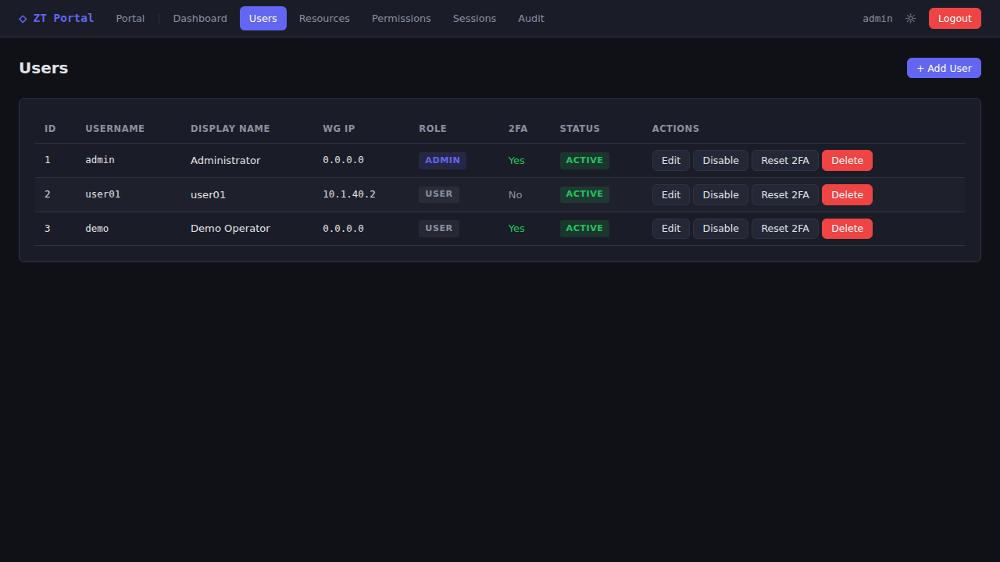 ◇ ZT Portal Portal | Dashboard Users Resources Permissions Sessions Audit admin ☼ Logout
Users + Add User
ID USERNAME DISPLAY NAME WG IP ROLE 2FA STATUS ACTIONS
1 admin Administrator 0.0.0.0 ADMIN Yes ACTIVE Edit Disable Reset 2FA Delete
2 user01 user01 10.1.40.2 USER No ACTIVE Edit Disable Reset 2FA Delete
3 demo Demo Operator 0.0.0.0 USER Yes ACTIVE Edit Disable Reset 2FA Delete